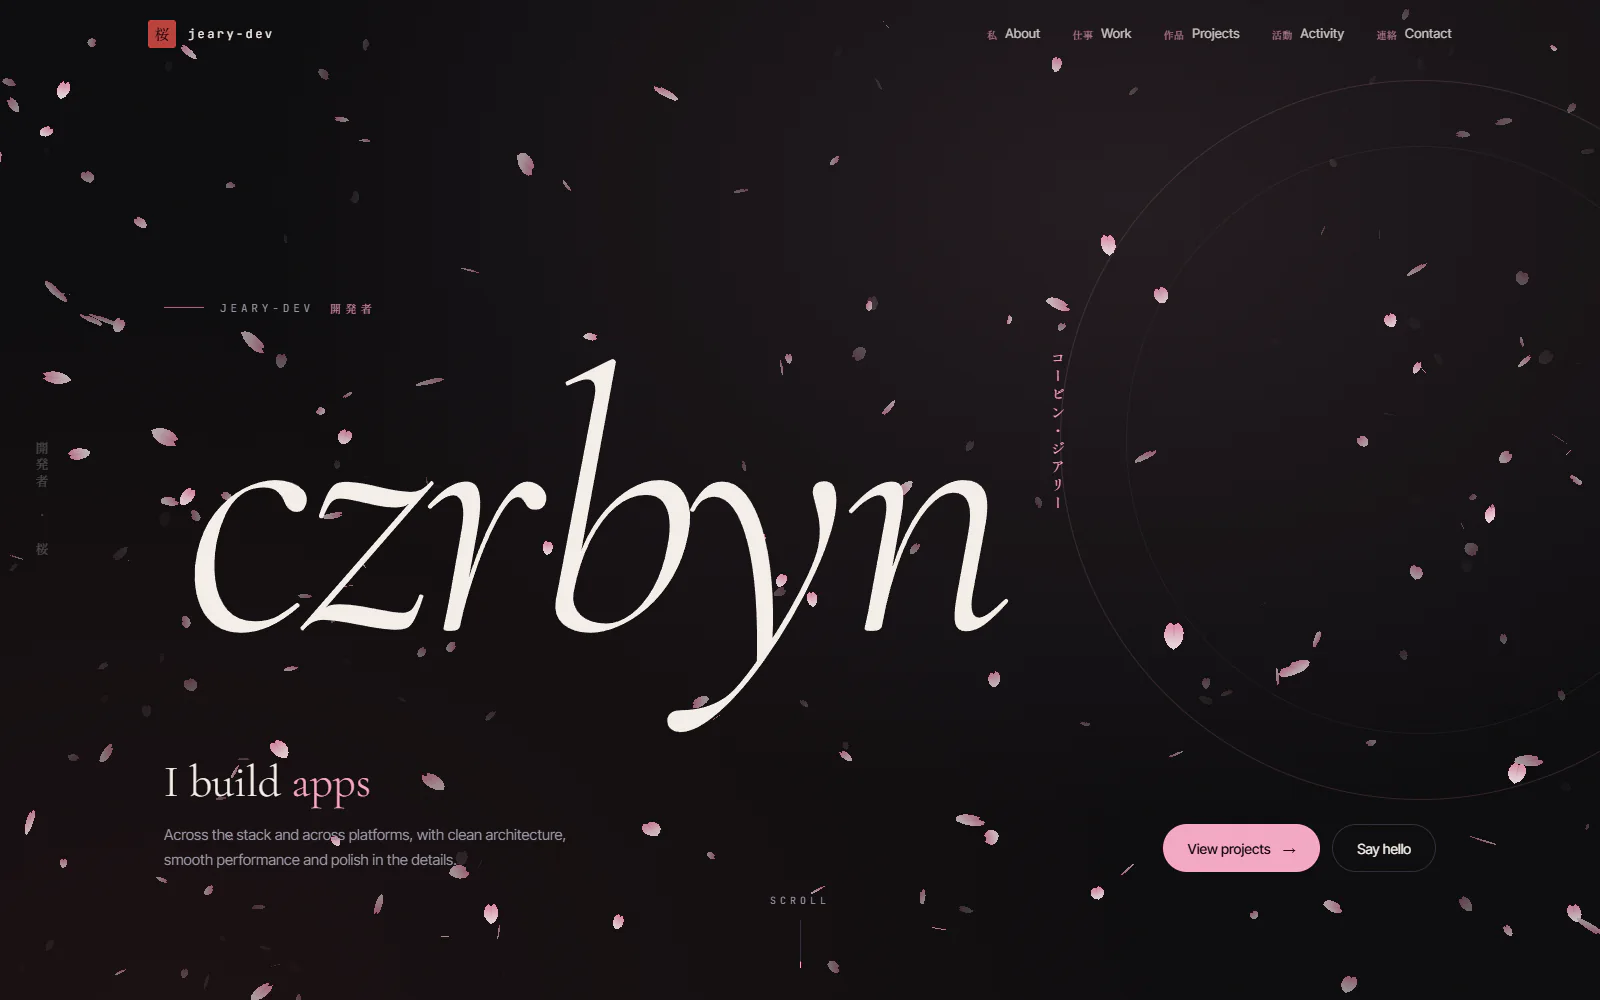 桜 jeary-dev
私 About 仕事 Work 作品 Projects 活動 Activity 連絡 Contact
JEARY-DEV 開発者
コービン・ジアリー
開発者 · 桜
czrbyn
I build apps
Across the stack and across platforms, with clean architecture,
smooth performance and polish in the details.
View projects →
Say hello
SCROLL